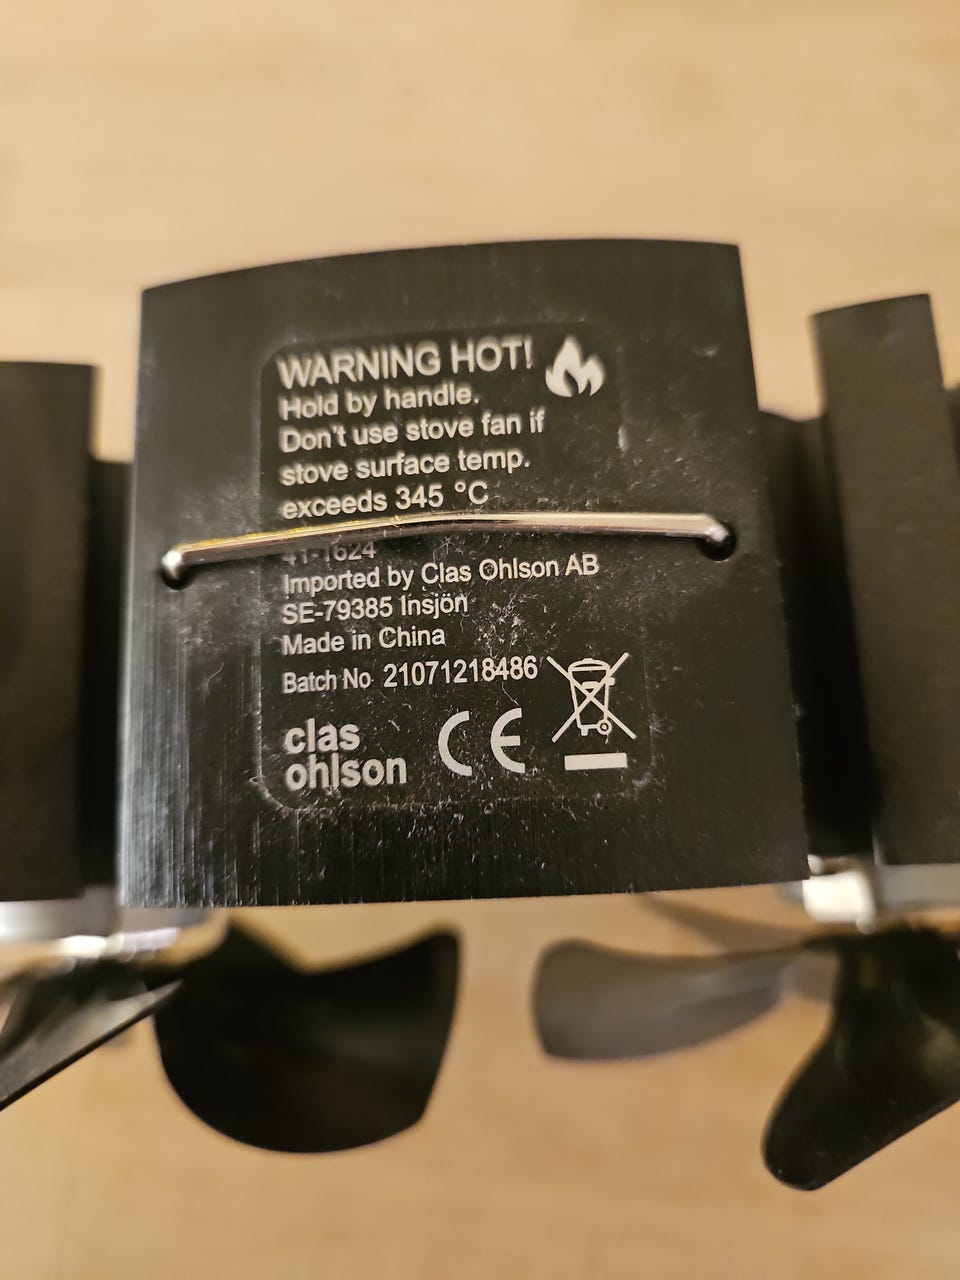 WARNING HOT!
Hold by handle.
Don't use stove fan if
stove surface temp.
exceeds 345 °C
41-1624
Imported by Clas Ohlson AB
SE-79385 Insjön
Made in China
Batch No 21071218486
clas
ohlson
CE